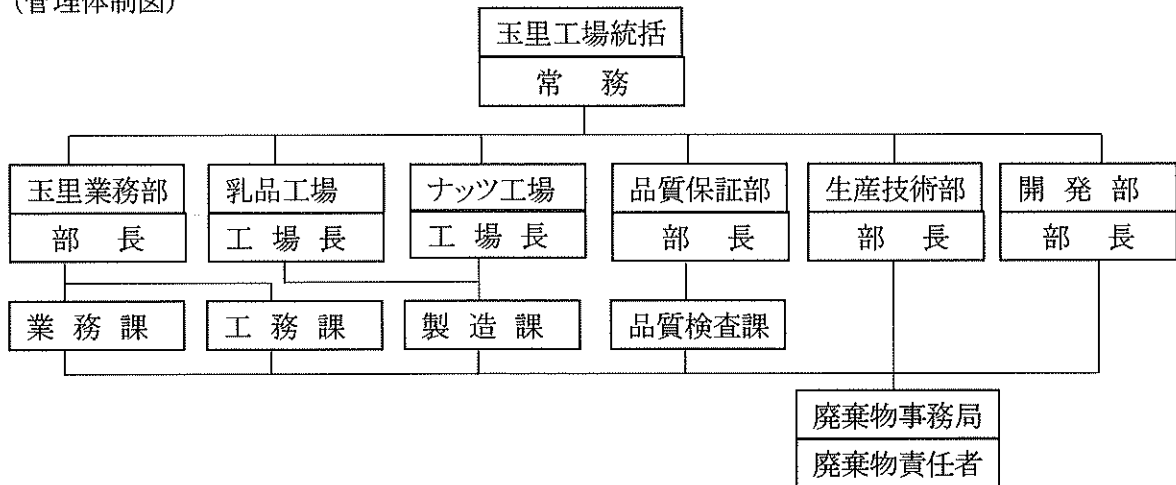 (管理体制図)
玉里工場統括
常 務
玉里業務部 乳品工場 ナッツ工場 品質保証部 生産技術部 開 発 部
部 長 工 場 長 工 場 長 部 長 部 長 部 長
業 務 課 工 務 課 製 造 課 品質検査課
廃棄物事務局
廃棄物責任者